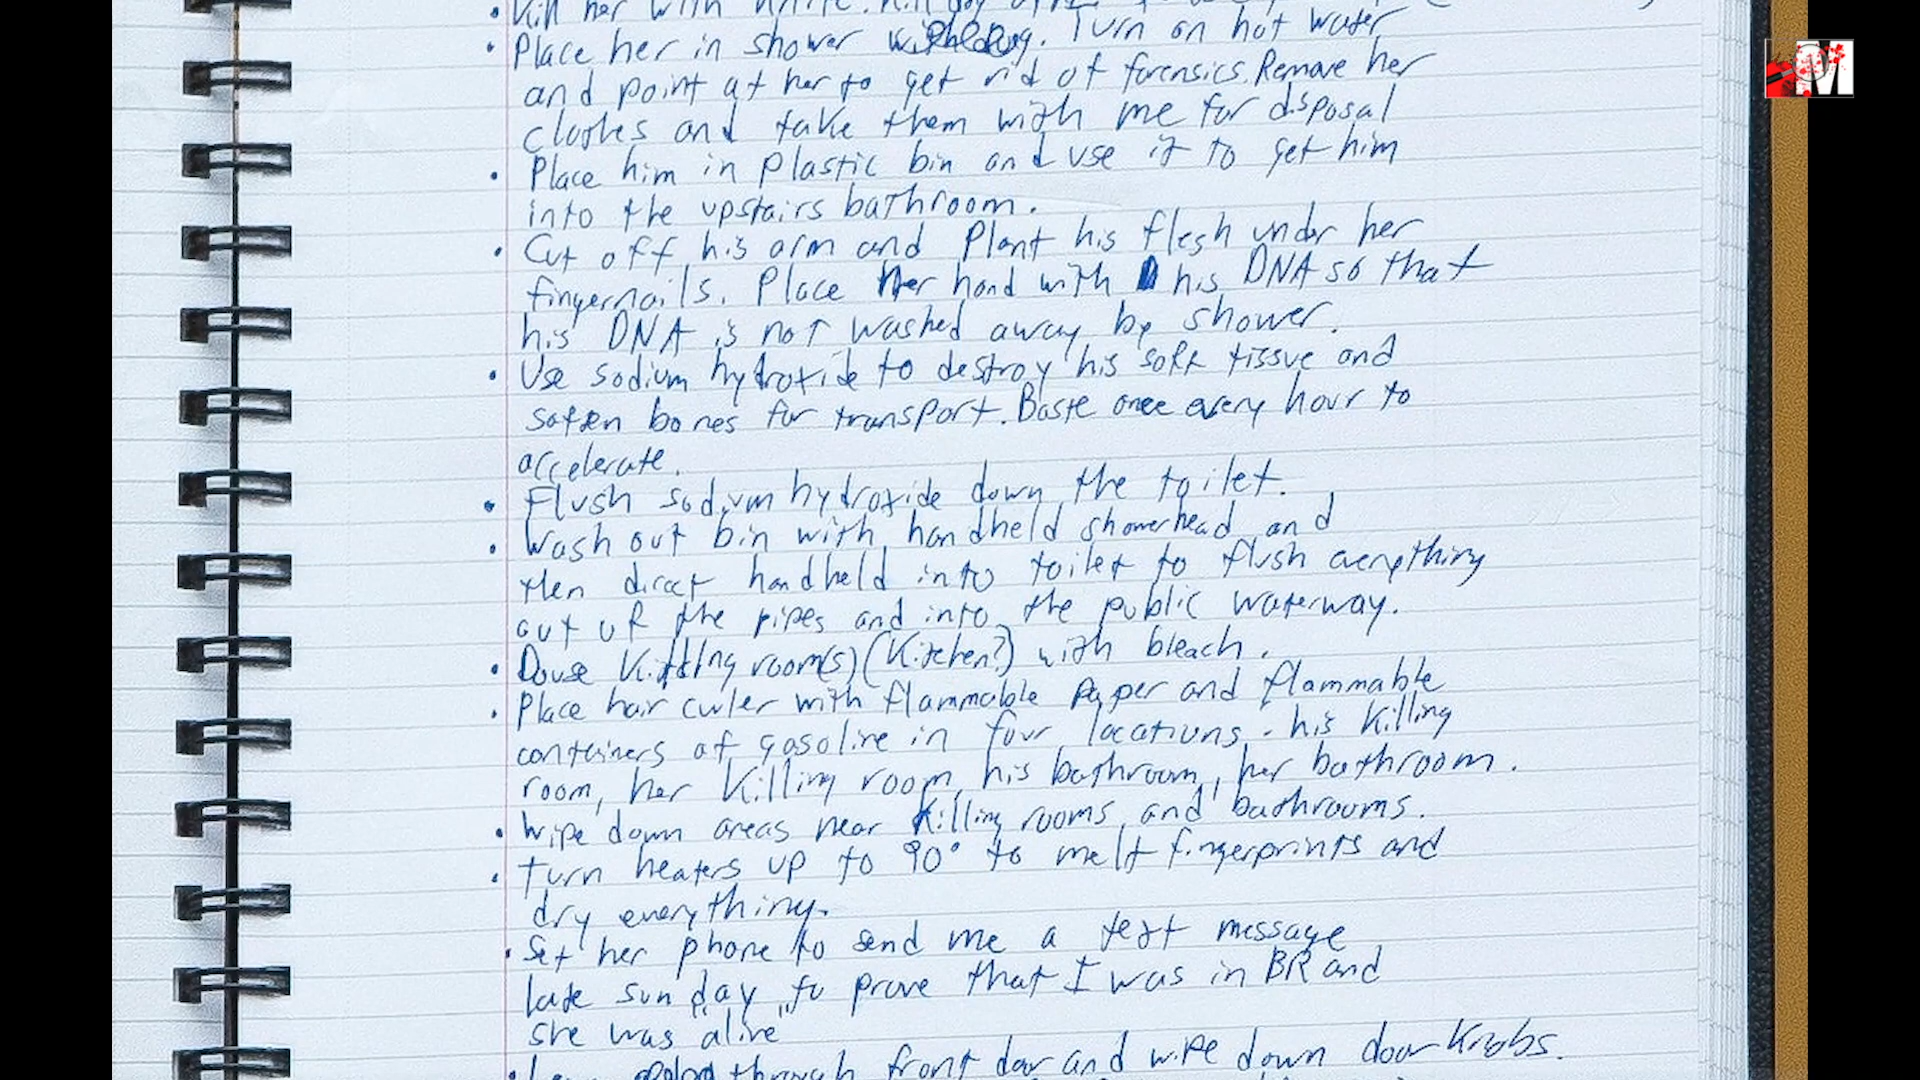 Kill her with knife. Kill
Place her in shower. Turn on hot water
and point at her to get rid of forensics. Remove her
clothes and take them with me for disposal
• Place him in plastic bin and use it to get him
into the upstairs bathroom.
• Cut off his arm and plant his flesh under her
fingernails. Place her hand with his DNA so that
his DNA is not washed away by shower.
• Use sodium hydroxide to destroy his soft tissue and
soften bones for transport. Baste once every hour to
accelerate.
• Flush sodium hydroxide down the toilet.
• Wash out bin with handheld showerhead and
then direct handheld into toilet to flush everything
out of the pipes and into the public waterway.
• Douse killing room(s) (kitchen?) with bleach.
• Place hair curler with flammable paper and flammable
containers of gasoline in four locations - his killing
room, her killing room, his bathroom, her bathroom.
• Wipe down areas near killing rooms and bathrooms.
• Turn heaters up to 90° to melt fingerprints and
dry everything.
• Set her phone to send me a text message
late sunday to prove that I was in BR and
she was "alive"
• through front door and wipe down door knobs.
M